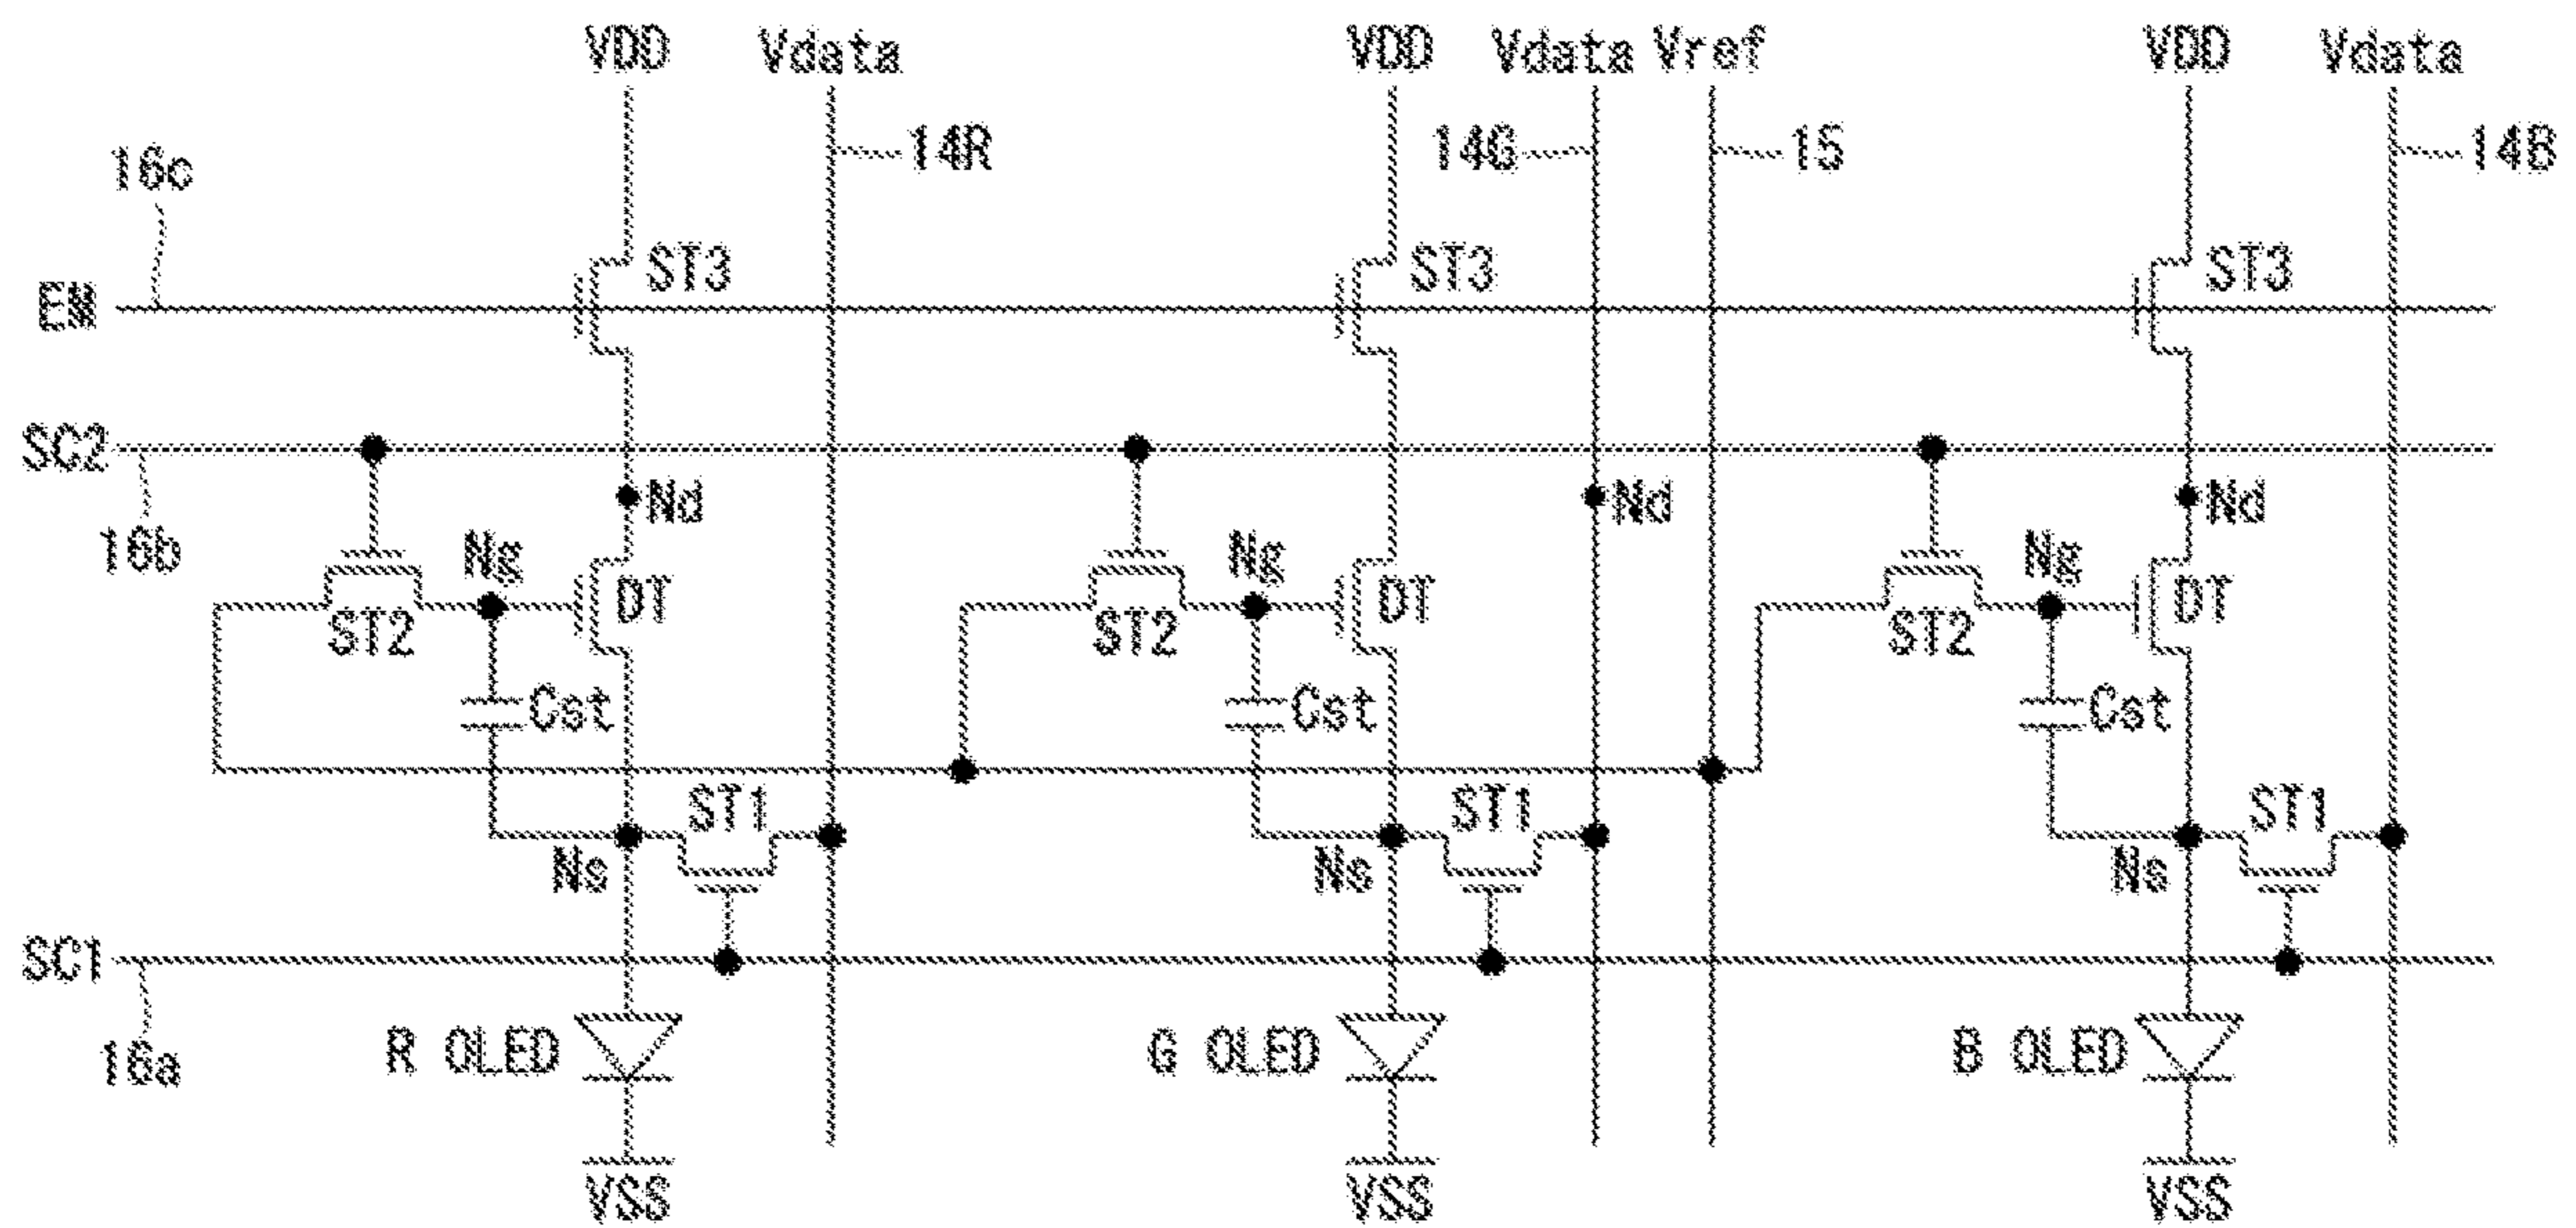 VDD Vdata VDD Vdata Vref VDD Vdata
14R 14G 15 14B
16c
ST3 ST3 ST3
EM
SC2
Nd Nd Nd
16b
Ng Ng Ng
DT DT DT
ST2 ST2 ST2
Cst Cst Cst
ST1 ST1 ST1
Ns Ns Ns
SC1
R OLED G OLED B OLED
16a
VSS VSS VSS